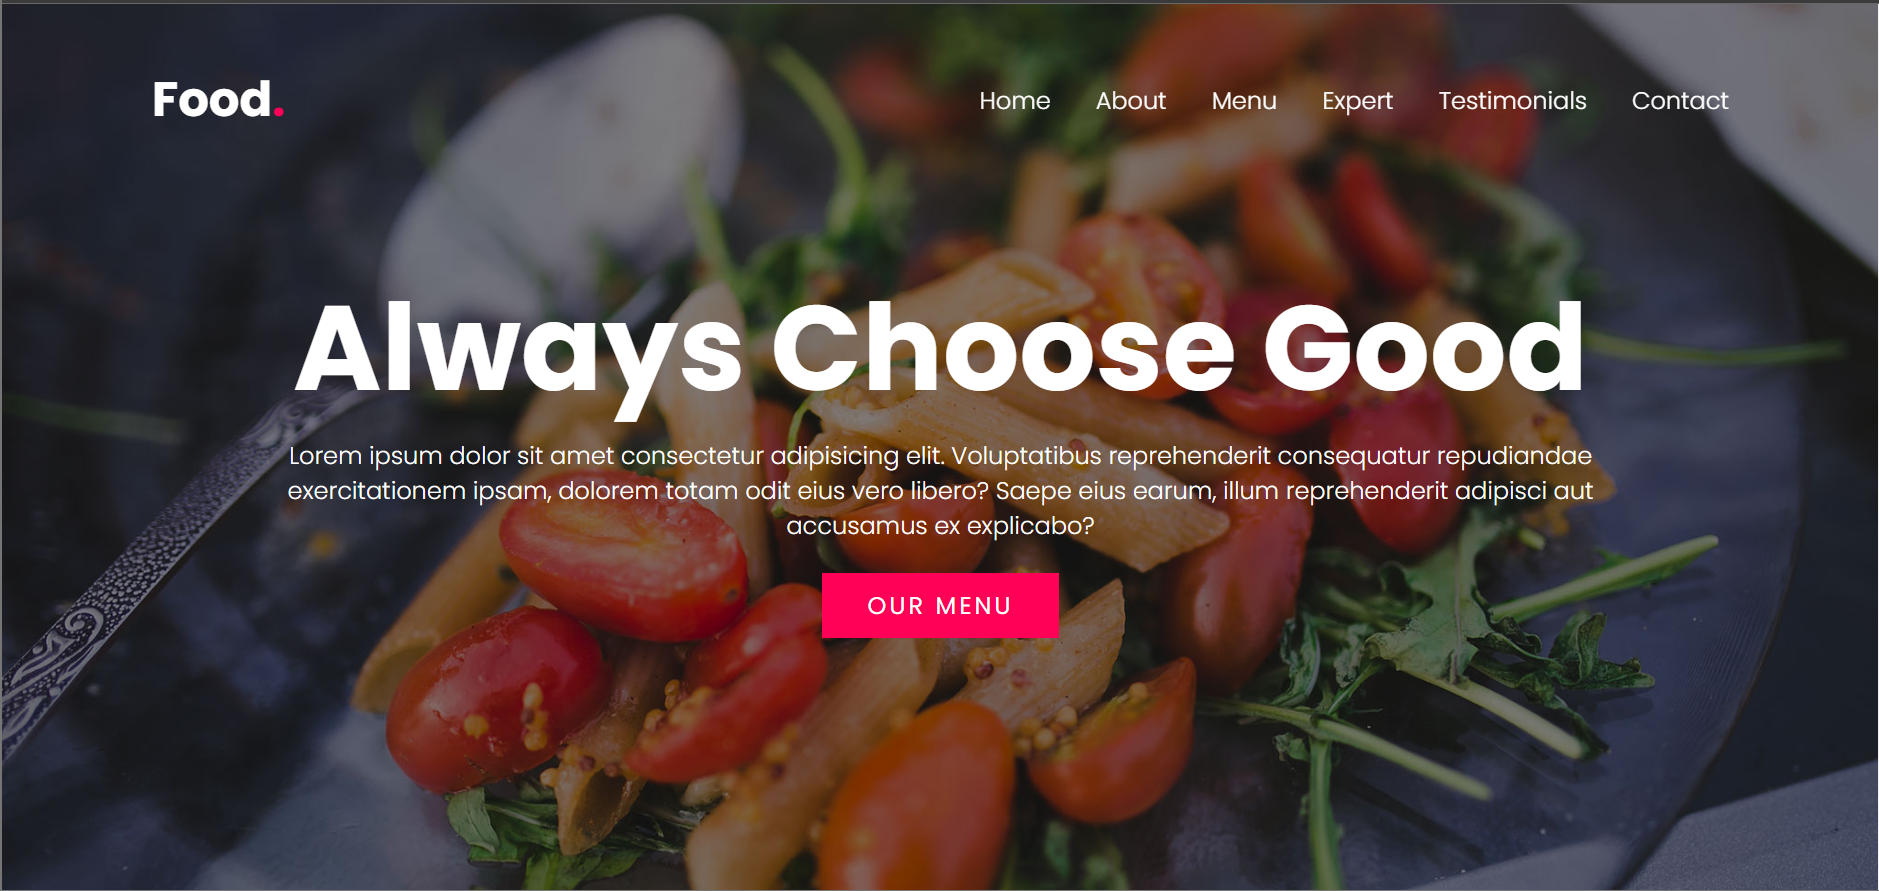 Food.
Home About Menu Expert Testimonials Contact
Always Choose Good
Lorem ipsum dolor sit amet consectetur adipisicing elit. Voluptatibus reprehenderit consequatur repudiandae
exercitationem ipsam, dolorem totam odit eius vero libero? Saepe eius earum, illum reprehenderit adipisci aut
accusamus ex explicabo?
OUR MENU